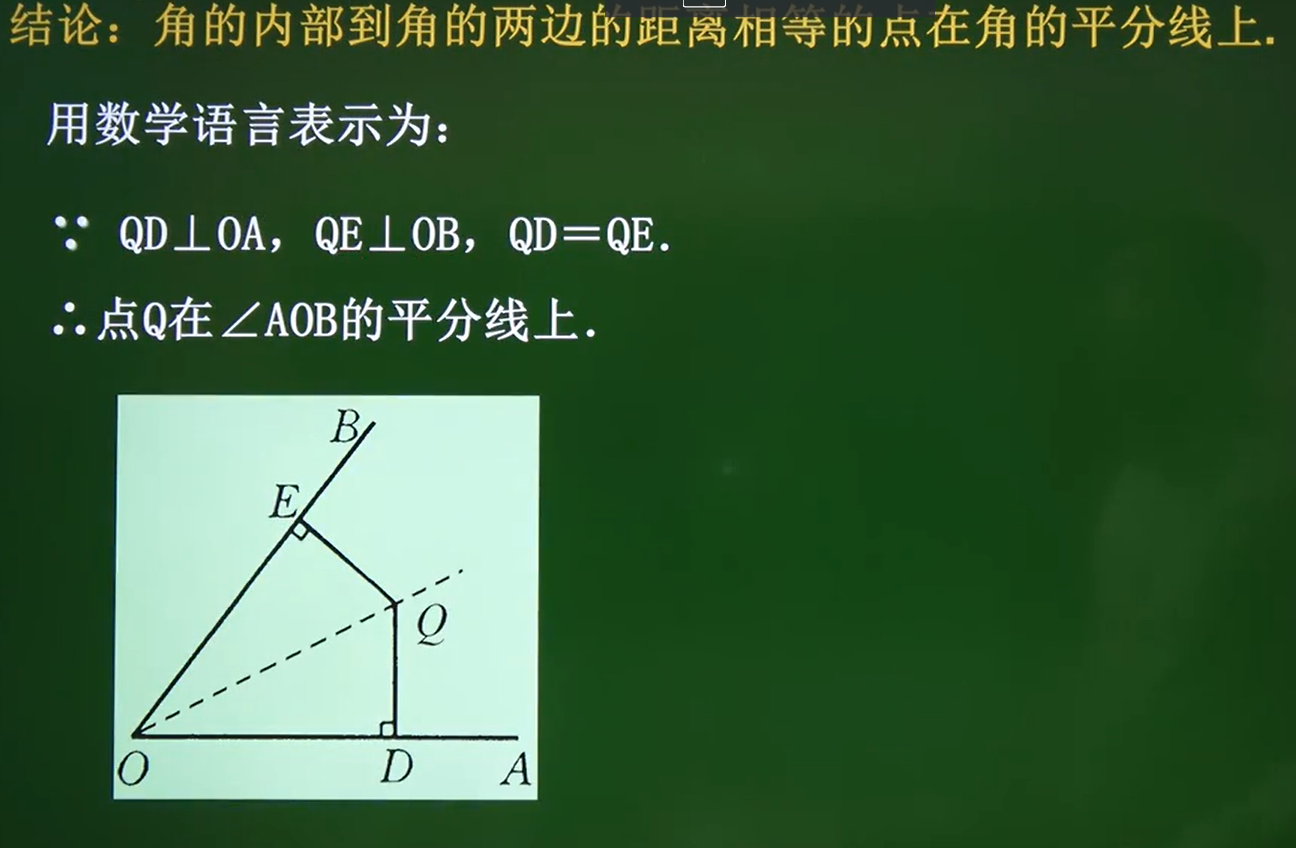 结论：角的内部到角的两边的距离相等的点在角的平分线上.
用数学语言表示为：
∵ QD⊥OA，QE⊥OB，QD＝QE.
∴点Q在∠AOB的平分线上.
B
E
Q
O
D
A